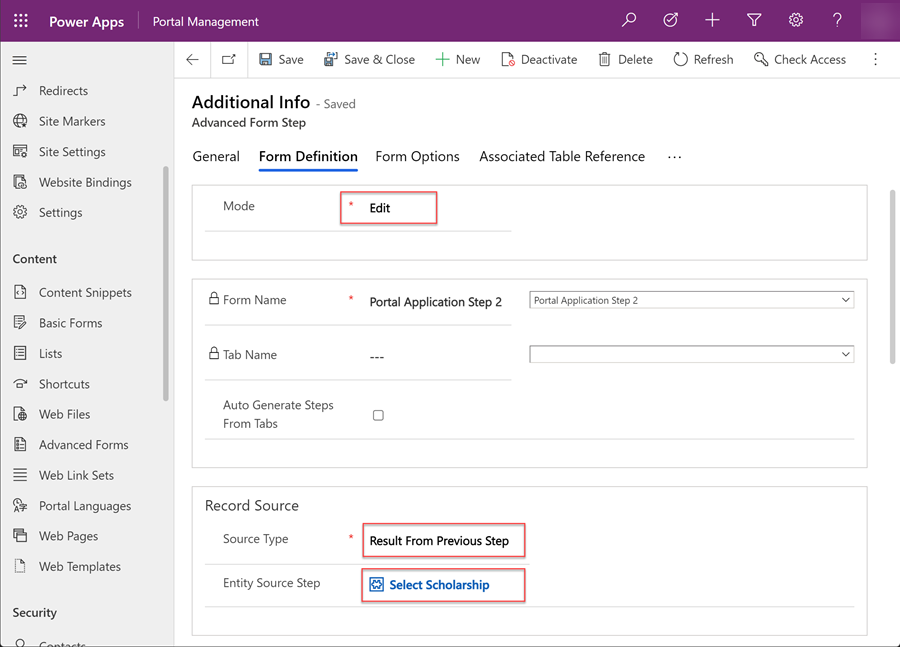 Power Apps Portal Management
Save Save & Close New Deactivate Delete Refresh Check Access
Redirects
Site Markers
Site Settings
Website Bindings
Settings
Content
Content Snippets
Basic Forms
Lists
Shortcuts
Web Files
Advanced Forms
Web Link Sets
Portal Languages
Web Pages
Web Templates
Security
Contacts
Additional Info - Saved
Advanced Form Step
General Form Definition Form Options Associated Table Reference ...
Mode * Edit
Form Name * Portal Application Step 2 Portal Application Step 2
Tab Name ---
Auto Generate Steps
From Tabs
Record Source
Source Type * Result From Previous Step
Entity Source Step Select Scholarship